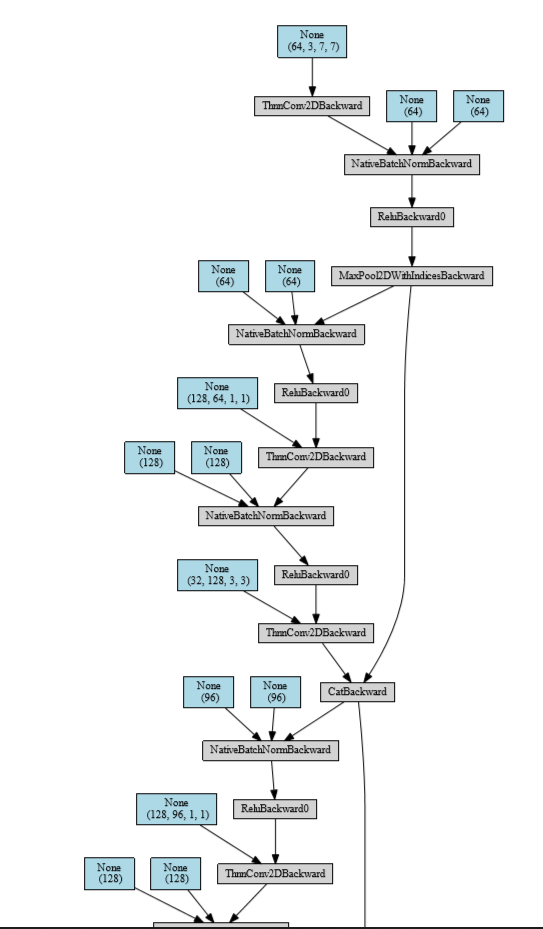 None
(64, 3, 7, 7)
ThnnConv2DBackward
None
(64)
None
(64)
NativeBatchNormBackward
ReluBackward0
MaxPool2DWithIndicesBackward
None
(64)
None
(64)
NativeBatchNormBackward
ReluBackward0
None
(128, 64, 1, 1)
ThnnConv2DBackward
None
(128)
None
(128)
NativeBatchNormBackward
ReluBackward0
None
(32, 128, 3, 3)
ThnnConv2DBackward
CatBackward
None
(96)
None
(96)
NativeBatchNormBackward
ReluBackward0
None
(128, 96, 1, 1)
ThnnConv2DBackward
None
(128)
None
(128)